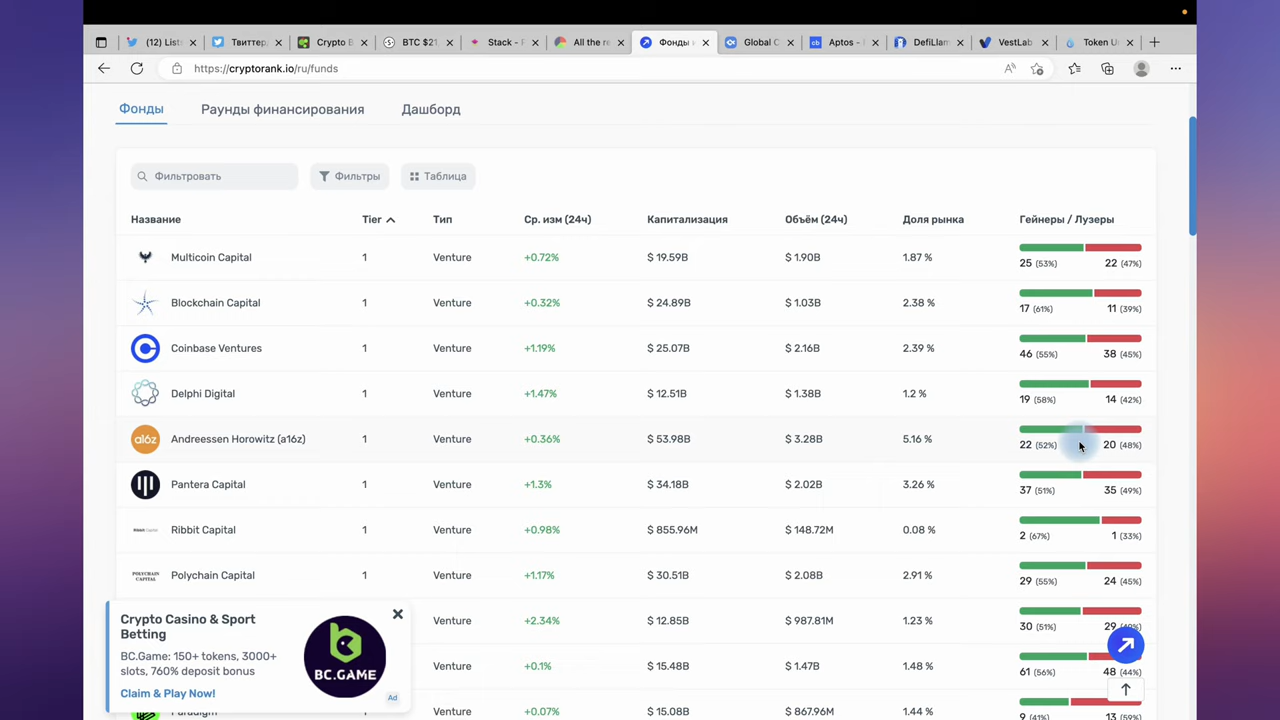 (12) List
Твиттер
Crypto B
BTC $21,
Stack - F
All the re
Фонды и
Global C
Aptos -
DefiLlam
VestLab
Token U
https://cryptorank.io/ru/funds
Фонды Раунды финансирования Дашборд
Фильтровать Фильтры Таблица
Название Tier Тип Ср. изм (24ч) Капитализация Объём (24ч) Доля рынка Гейнеры / Лузеры
Multicoin Capital 1 Venture +0.72% $ 19.59B $ 1.90B 1.87 % 25 (53%) 22 (47%)
Blockchain Capital 1 Venture +0.32% $ 24.89B $ 1.03B 2.38 % 17 (61%) 11 (39%)
Coinbase Ventures 1 Venture +1.19% $ 25.07B $ 2.16B 2.39 % 46 (55%) 38 (45%)
Delphi Digital 1 Venture +1.47% $ 12.51B $ 1.38B 1.2 % 19 (58%) 14 (42%)
a16z Andreessen Horowitz (a16z) 1 Venture +0.36% $ 53.98B $ 3.28B 5.16 % 22 (52%) 20 (48%)
Pantera Capital 1 Venture +1.3% $ 34.18B $ 2.02B 3.26 % 37 (51%) 35 (49%)
Ribbit Capital 1 Venture +0.98% $ 855.96M $ 148.72M 0.08 % 2 (67%) 1 (33%)
POLYCHAIN CAPITAL Polychain Capital 1 Venture +1.17% $ 30.51B $ 2.08B 2.91 % 29 (55%) 24 (45%)
1 Venture +2.34% $ 12.85B $ 987.81M 1.23 % 30 (51%) 29
1 Venture +0.1% $ 15.48B $ 1.47B 1.48 % 61 (56%) 48 (44%)
Paradigm 1 Venture +0.07% $ 15.08B $ 867.96M 1.44 % 9 (41%) 13 (59%)
Crypto Casino & Sport
Betting
BC.Game: 150+ tokens, 3000+
slots, 760% deposit bonus
Claim & Play Now!
BC.GAME
Ad